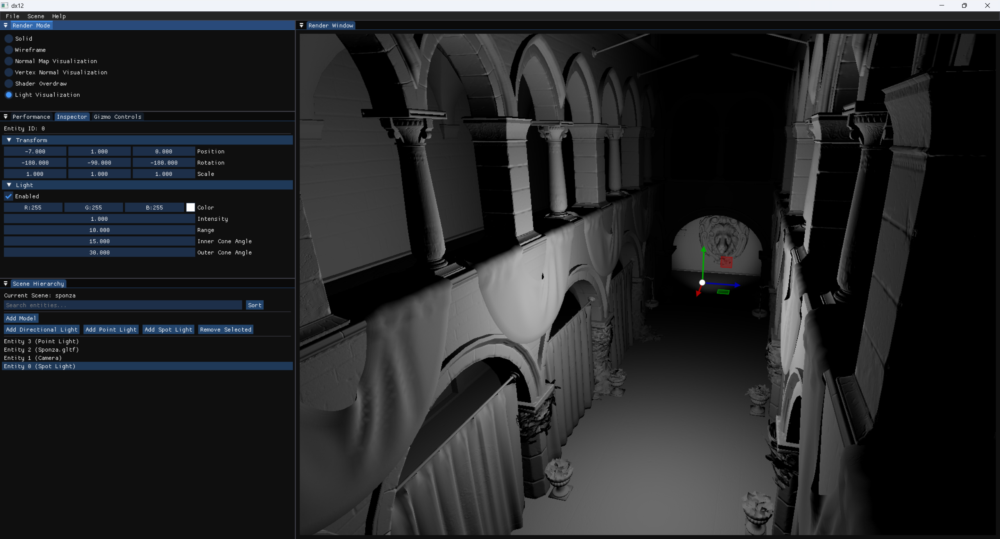 dx12
File Scene Help
Render Mode
Solid
Wireframe
Normal Map Visualization
Vertex Normal Visualization
Shader Overdraw
Light Visualization
Performance Inspector Gizmo Controls
Entity ID: 0
Transform
-7.000 1.000 0.000 Position
-180.000 -90.000 -180.000 Rotation
1.000 1.000 1.000 Scale
Light
Enabled
R:255 G:255 B:255 Color
1.000 Intensity
10.000 Range
15.000 Inner Cone Angle
30.000 Outer Cone Angle
Scene Hierarchy
Current Scene: sponza
Search entities... Sort
Add Model
Add Directional Light Add Point Light Add Spot Light Remove Selected
Entity 3 (Point Light)
Entity 2 (Sponza.gltf)
Entity 1 (Camera)
Entity 0 (Spot Light)
Render Window